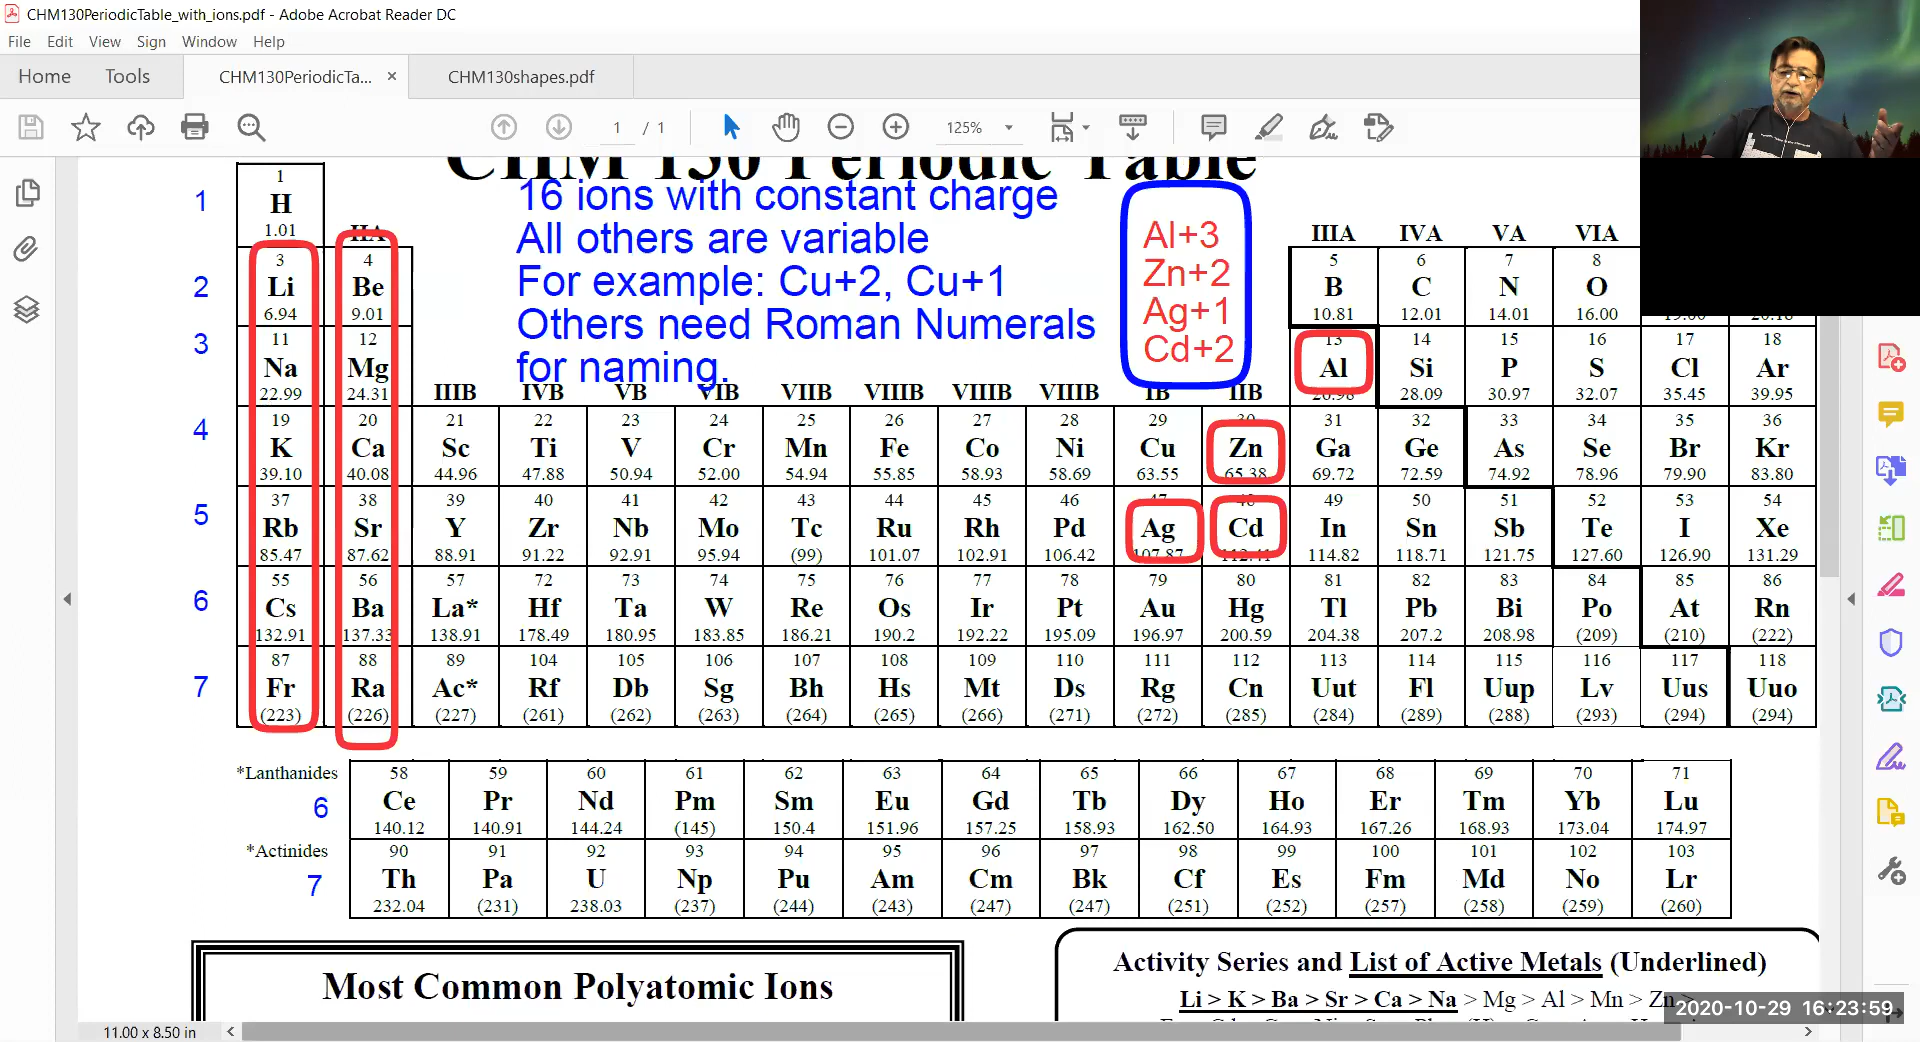 CHM130PeriodicTable_with_ions.pdf - Adobe Acrobat Reader DC
File Edit View Sign Window Help
Home Tools CHM130PeriodicTa... × CHM130shapes.pdf
1 / 1 125%
CHM 130 Periodic Table
16 ions with constant charge
All others are variable
For example: Cu+2, Cu+1
Others need Roman Numerals
for naming.
Al+3
Zn+2
Ag+1
Cd+2
1
1
H
1.01
IIA IIIA IVA VA VIA
2
3 4 5 6 7 8
Li Be B C N O
6.94 9.01 10.81 12.01 14.01 16.00
3
11 12 13 14 15 16 17 18
Na Mg Al Si P S Cl Ar
22.99 24.31 26.98 28.09 30.97 32.07 35.45 39.95
IIIB IVB VB VIB VIIB VIIIB VIIIB VIIIB IB IIB
4
19 20 21 22 25 24 25 26 27 28 29 30 31 32 33 34 35 36
K Ca Sc Ti V Cr Mn Fe Co Ni Cu Zn Ga Ge As Se Br Kr
39.10 40.08 44.96 47.88 50.94 52.00 54.94 55.85 58.93 58.69 63.55 65.38 69.72 72.59 74.92 78.96 79.90 83.80
5
37 38 39 40 41 42 43 44 45 46 47 48 49 50 51 52 53 54
Rb Sr Y Zr Nb Mo Tc Ru Rh Pd Ag Cd In Sn Sb Te I Xe
85.47 87.62 88.91 91.22 92.91 95.94 (99) 101.07 102.91 106.42 107.87 112.41 114.82 118.71 121.75 127.60 126.90 131.29
6
55 56 57 72 73 74 75 76 77 78 79 80 81 82 83 84 85 86
Cs Ba La* Hf Ta W Re Os Ir Pt Au Hg Tl Pb Bi Po At Rn
132.91 137.33 138.91 178.49 180.95 183.85 186.21 190.2 192.22 195.09 196.97 200.59 204.38 207.2 208.98 (209) (210) (222)
7
87 88 89 104 105 106 107 108 109 110 111 112 113 114 115 116 117 118
Fr Ra Ac* Rf Db Sg Bh Hs Mt Ds Rg Cn Uut Fl Uup Lv Uus Uuo
(223) (226) (227) (261) (262) (263) (264) (265) (266) (271) (272) (285) (284) (289) (288) (293) (294) (294)
*Lanthanides 58 59 60 61 62 63 64 65 66 67 68 69 70 71
6 Ce Pr Nd Pm Sm Eu Gd Tb Dy Ho Er Tm Yb Lu
140.12 140.91 144.24 (145) 150.4 151.96 157.25 158.93 162.50 164.93 167.26 168.93 173.04 174.97
*Actinides 90 91 92 93 94 95 96 97 98 99 100 101 102 103
7 Th Pa U Np Pu Am Cm Bk Cf Es Fm Md No Lr
232.04 (231) 238.03 (237) (244) (243) (247) (247) (251) (252) (257) (258) (259) (260)
Most Common Polyatomic Ions
Activity Series and List of Active Metals (Underlined)
Li > K > Ba > Sr > Ca > Na > Mg > Al > Mn > Zn >
2020-10-29 16:23:59
11.00 x 8.50 in